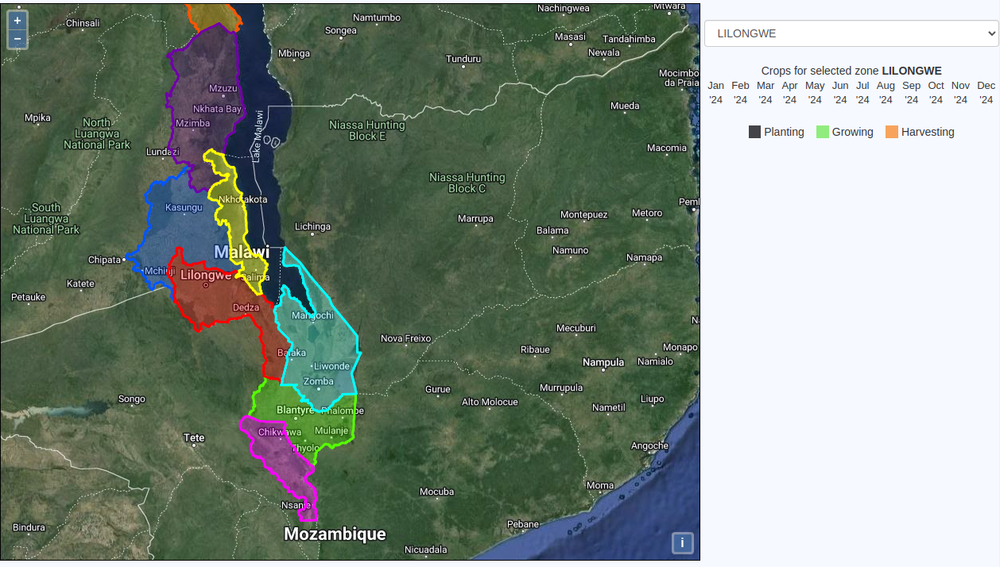 +
−
Chinsali
Namtumbo
Nachingwea
Mtwara
Songea
Masasi
Tandahimba
Mbinga
Newala
Tunduru
Mocimboa
da Praia
Mzuzu
Nkhata Bay
Mueda
Mpika
Mzimba
North
Luangwa
National Park
Lake Malawi
Niassa Hunting
Block E
Lundazi
Macomia
Niassa Hunting
Block C
Nkhotakota
Kasungu
South
Luangwa
National Park
Lichinga
Marrupa
Montepuez
Metoro
Balama
Malawi
Namuno
Chipata
Namapa
Mchinji
Lilongwe
Salima
Katete
Petauke
Dedza
Mangochi
Mecuburi
Nova Freixo
Balaka
Ribaue
Monapo
Liwonde
Nampula
Namialo
Zomba
Gurue
Murrupula
Songo
Alto Molocue
Nametil
Liupo
Blantyre
Phalombe
Chikwawa
Mulanje
Tete
Thyolo
Angoche
Mocuba
Moma
Nsanje
Bindura
Mozambique
Pebane
Nicuadala
i
LILONGWE
Crops for selected zone LILONGWE
Jan Feb Mar Apr May Jun Jul Aug Sep Oct Nov Dec
'24 '24 '24 '24 '24 '24 '24 '24 '24 '24 '24 '24
Planting Growing Harvesting